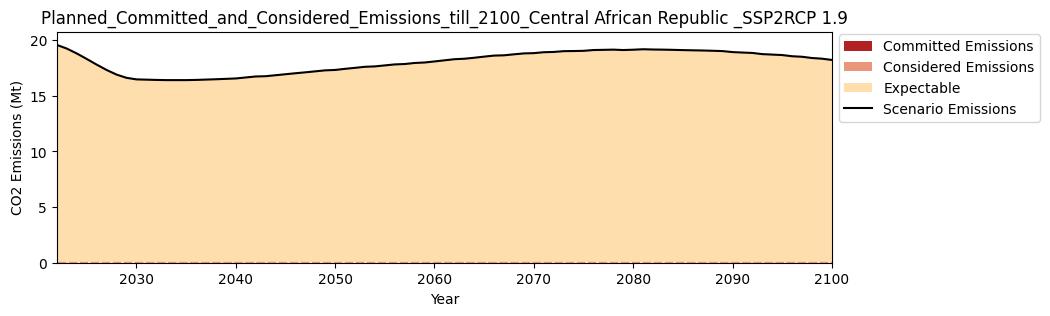 Planned_Committed_and_Considered_Emissions_till_2100_Central African Republic _SSP2RCP 1.9
CO2 Emissions (Mt)
20
15
10
5
0
2030 2040 2050 2060 2070 2080 2090 2100
Year
Committed Emissions
Considered Emissions
Expectable
Scenario Emissions